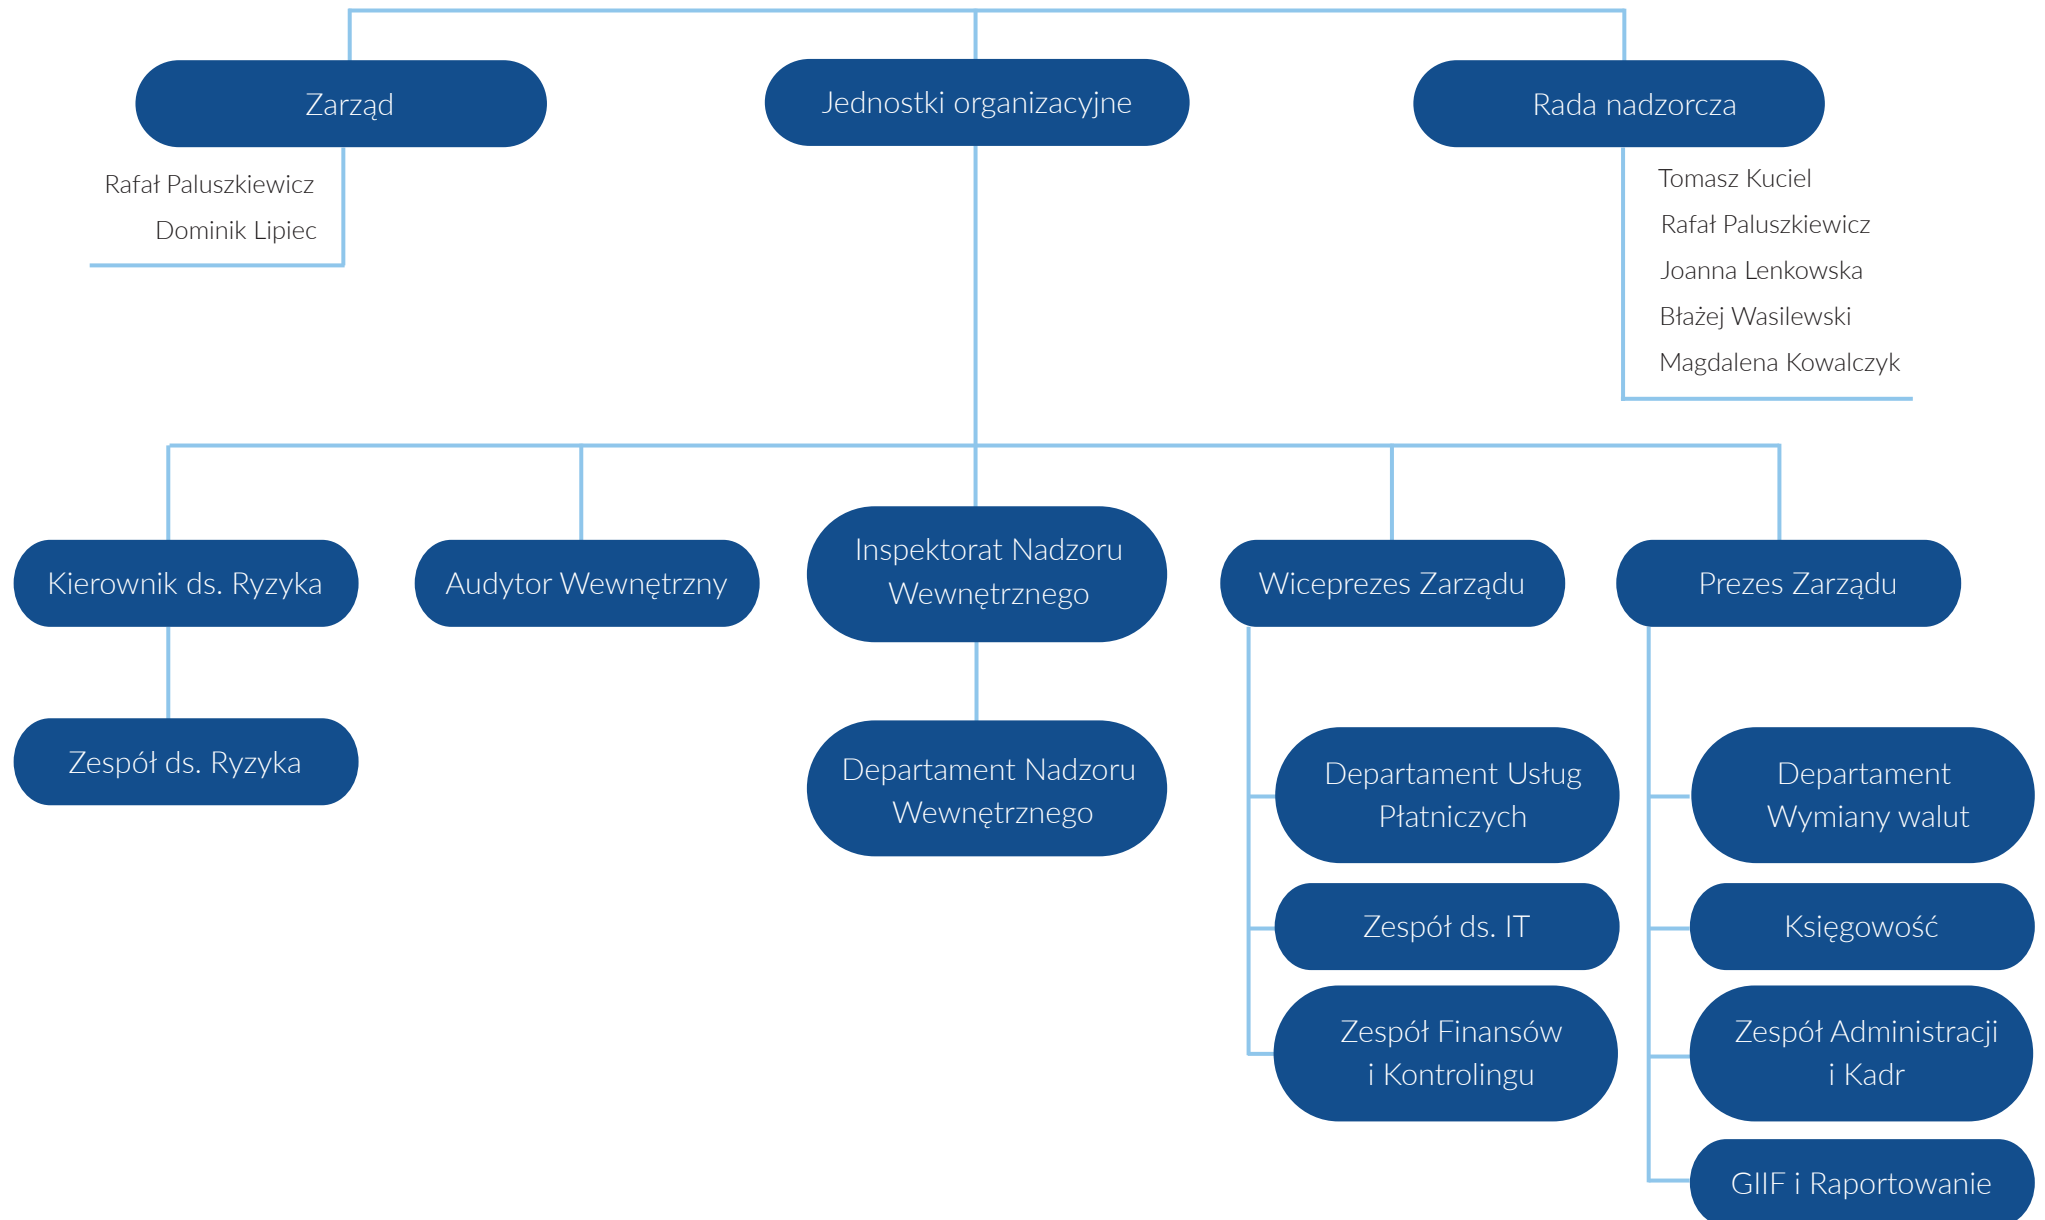 Zarząd
Jednostki organizacyjne
Rada nadzorcza
Rafał Paluszkiewicz
Dominik Lipiec
Tomasz Kuciel
Rafał Paluszkiewicz
Joanna Lenkowska
Błażej Wasilewski
Magdalena Kowalczyk
Kierownik ds. Ryzyka
Audytor Wewnętrzny
Inspektorat Nadzoru
Wewnętrznego
Wiceprezes Zarządu
Prezes Zarządu
Zespół ds. Ryzyka
Departament Nadzoru
Wewnętrznego
Departament Usług
Płatniczych
Zespół ds. IT
Zespół Finansów
i Kontrolingu
Departament
Wymiany walut
Księgowość
Zespół Administracji
i Kadr
GIIF i Raportowanie